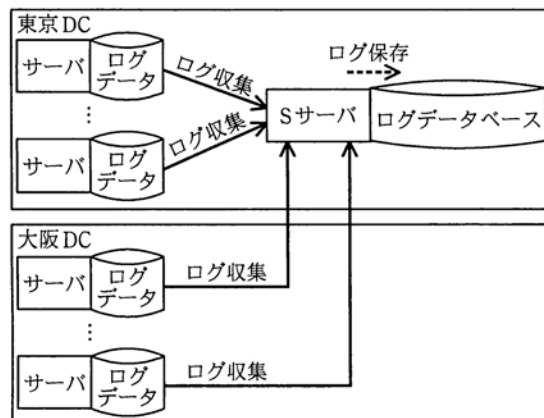 東京DC
サーバ
ログ
データ
ログ収集
ログ保存
Sサーバ
ログデータベース
⋮
サーバ
ログ
データ
ログ収集
大阪DC
サーバ
ログ
データ
ログ収集
⋮
サーバ
ログ
データ
ログ収集